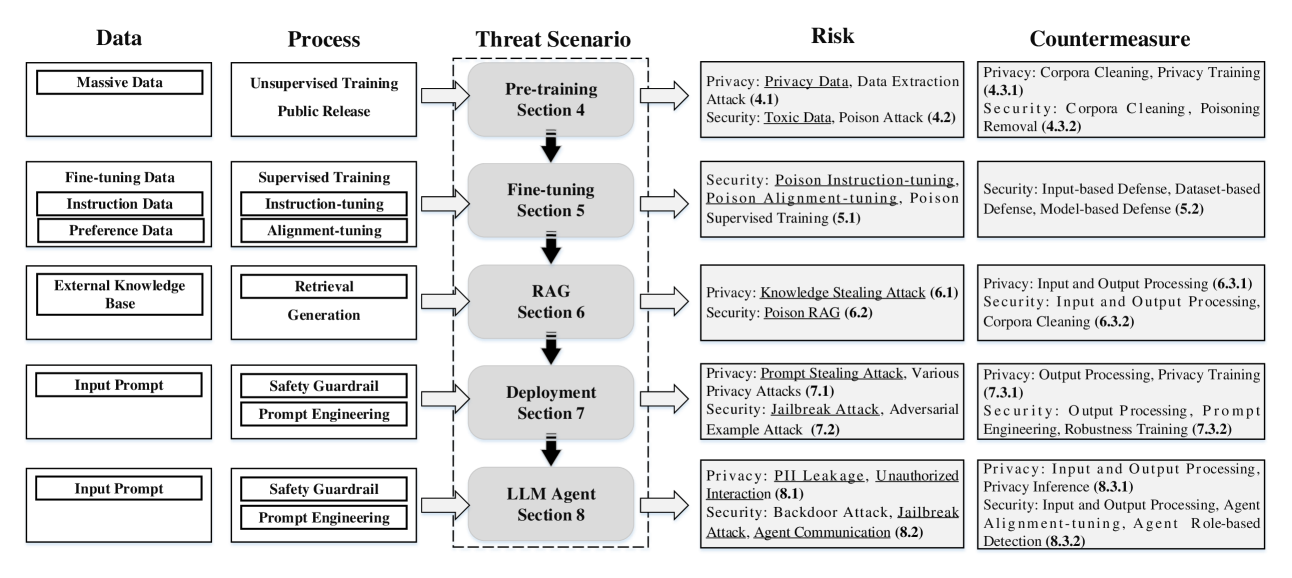 Data
Process
Threat Scenario
Risk
Countermeasure
Massive Data
Unsupervised Training
Public Release
Pre-training
Section 4
Privacy: Privacy Data, Data Extraction
Attack (4.1)
Security: Toxic Data, Poison Attack (4.2)
Privacy: Corpora Cleaning, Privacy Training
(4.3.1)
Security: Corpora Cleaning, Poisoning
Removal (4.3.2)
Fine-tuning Data
Instruction Data
Preference Data
Supervised Training
Instruction-tuning
Alignment-tuning
Fine-tuning
Section 5
Security: Poison Instruction-tuning,
Poison Alignment-tuning, Poison
Supervised Training (5.1)
Security: Input-based Defense, Dataset-based
Defense, Model-based Defense (5.2)
External Knowledge
Base
Retrieval
Generation
RAG
Section 6
Privacy: Knowledge Stealing Attack (6.1)
Security: Poison RAG (6.2)
Privacy: Input and Output Processing (6.3.1)
Security: Input and Output Processing,
Corpora Cleaning (6.3.2)
Input Prompt
Safety Guardrail
Prompt Engineering
Deployment
Section 7
Privacy: Prompt Stealing Attack, Various
Privacy Attacks (7.1)
Security: Jailbreak Attack, Adversarial
Example Attack (7.2)
Privacy: Output Processing, Privacy Training
(7.3.1)
Security: Output Processing, Prompt
Engineering, Robustness Training (7.3.2)
Input Prompt
Safety Guardrail
Prompt Engineering
LLM Agent
Section 8
Privacy: PII Leakage, Unauthorized
Interaction (8.1)
Security: Backdoor Attack, Jailbreak
Attack, Agent Communication (8.2)
Privacy: Input and Output Processing,
Privacy Inference (8.3.1)
Security: Input and Output Processing, Agent
Alignment-tuning, Agent Role-based
Detection (8.3.2)